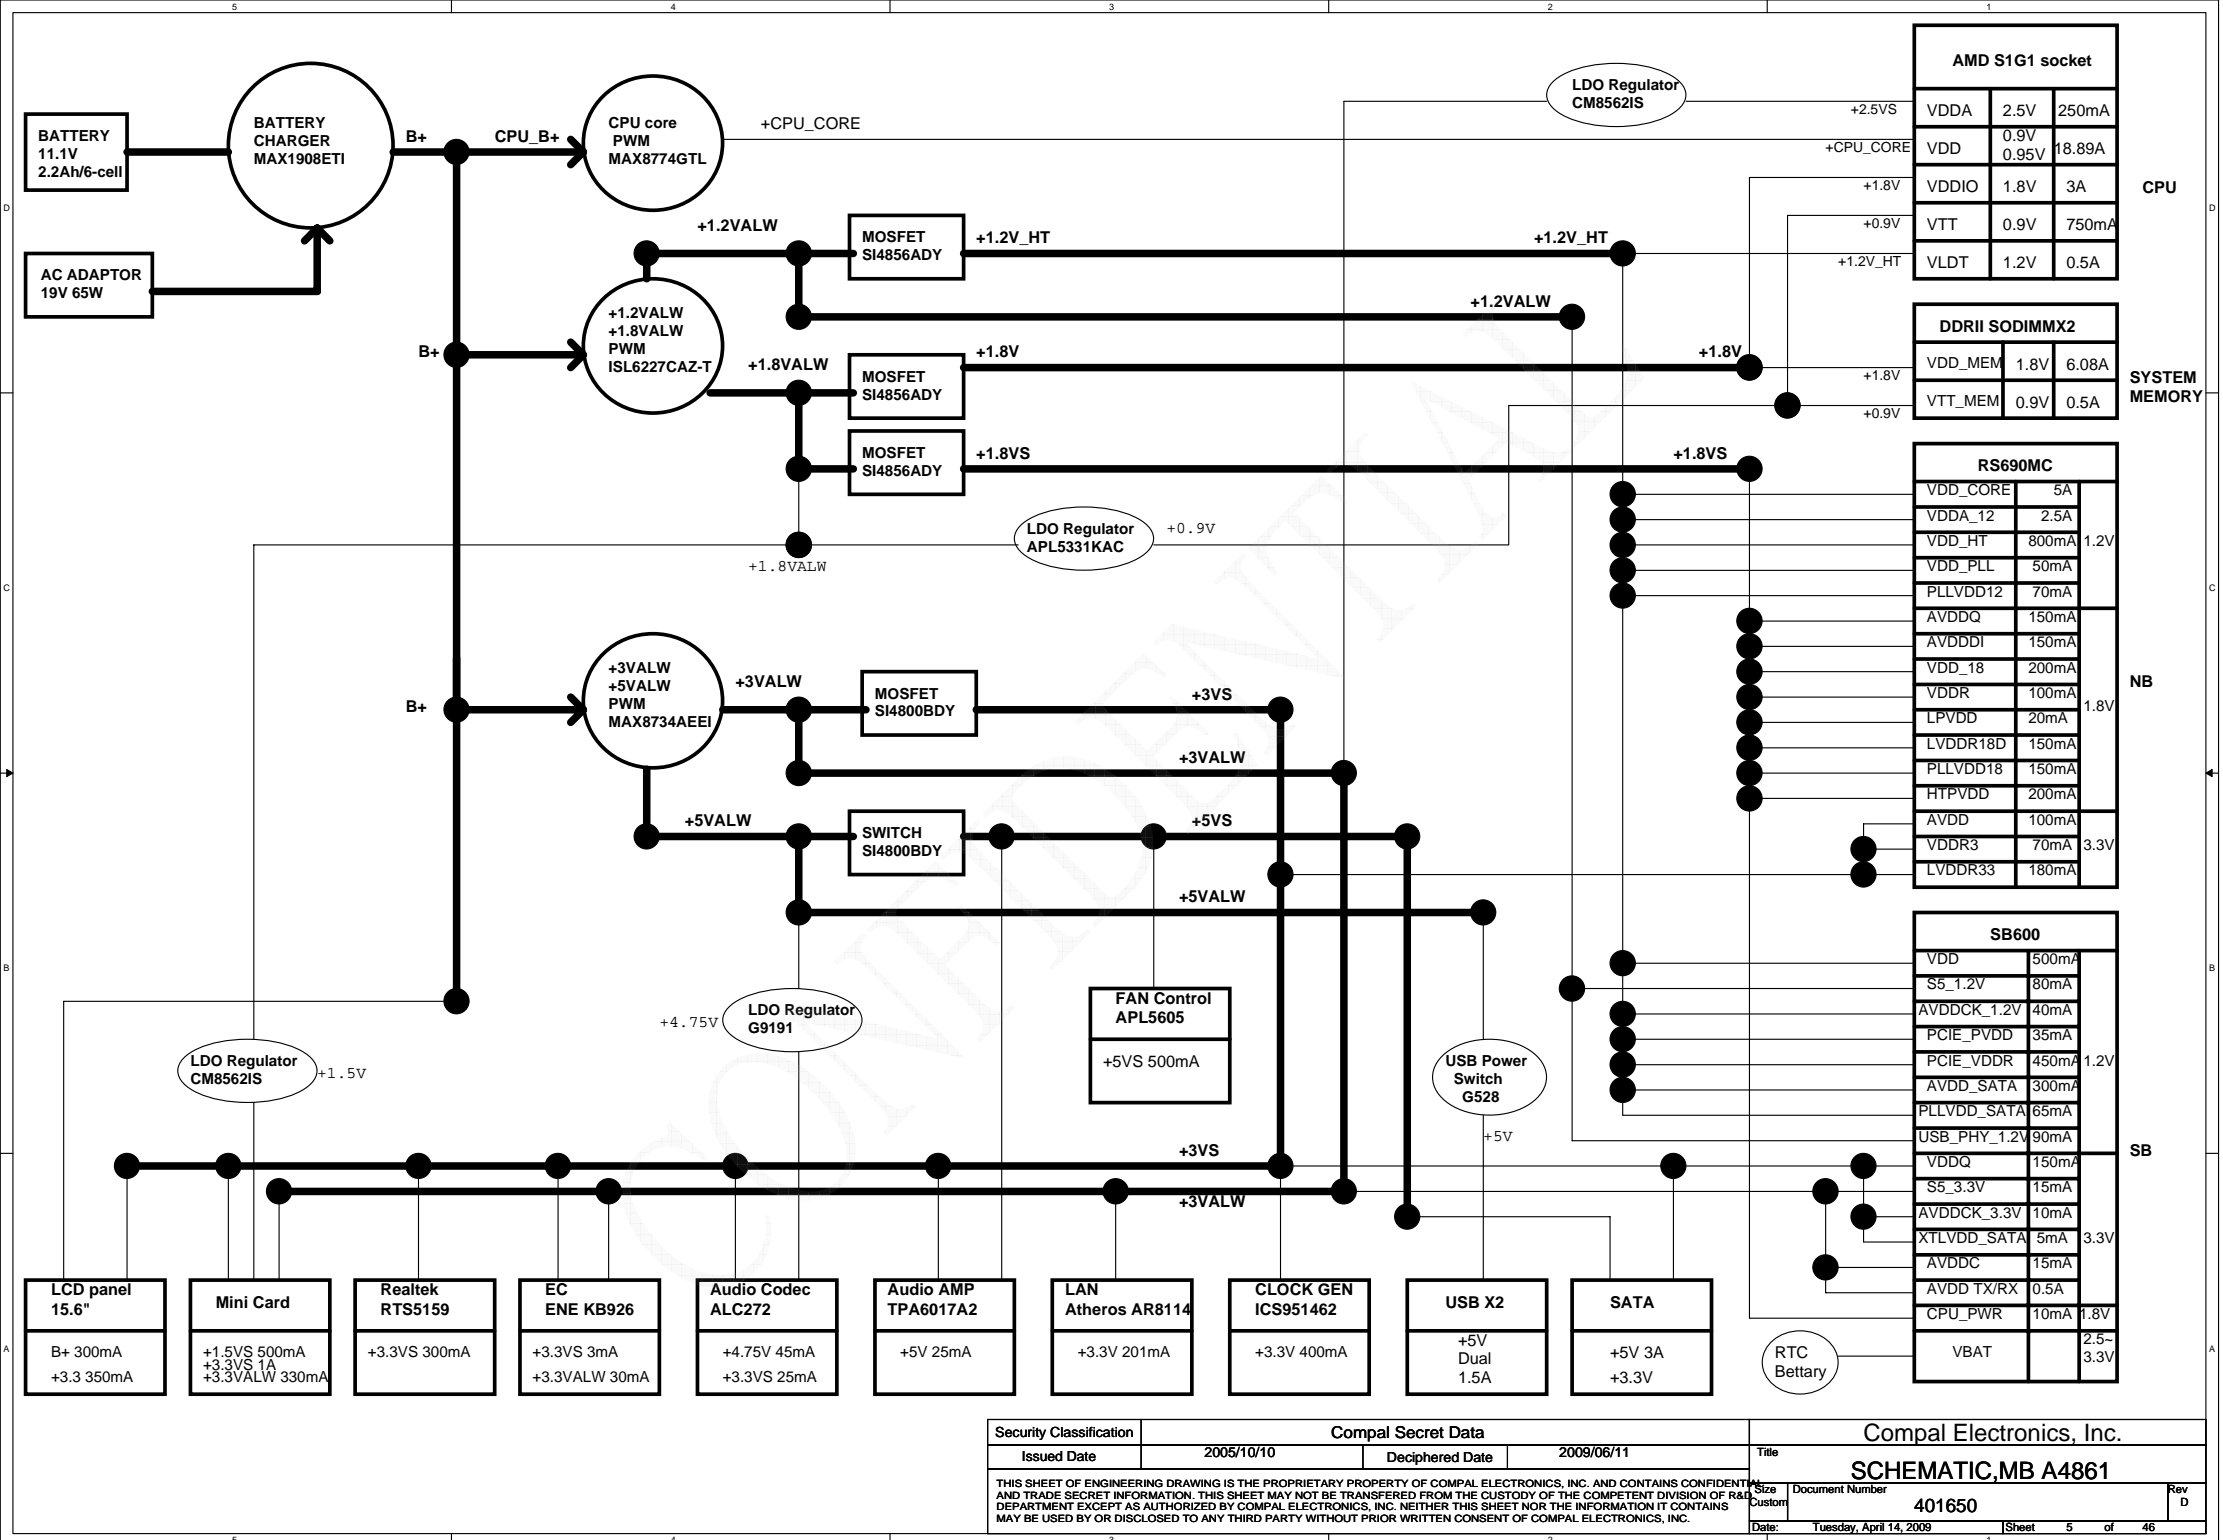 5
4
3
2
1
D
C
B
A
BATTERY
11.1V
2.2Ah/6-cell
BATTERY
CHARGER
MAX1908ETI
B+
CPU_B+
CPU core
PWM
MAX8774GTL
+CPU_CORE
AC ADAPTOR
19V 65W
B+
+1.2VALW
+1.8VALW
PWM
ISL6227CAZ-T
+1.2VALW
MOSFET
SI4856ADY
+1.2V_HT
+1.2V_HT
+1.2VALW
+1.8VALW
MOSFET
SI4856ADY
+1.8V
+1.8V
MOSFET
SI4856ADY
+1.8VS
+1.8VS
LDO Regulator
APL5331KAC
+0.9V
+1.8VALW
B+
+3VALW
+5VALW
PWM
MAX8734AEEI
+3VALW
MOSFET
SI4800BDY
+3VS
+3VALW
+5VALW
SWITCH
SI4800BDY
+5VS
+5VALW
LDO Regulator
G9191
+4.75V
LDO Regulator
CM8562IS
+1.5V
FAN Control
APL5605
+5VS 500mA
USB Power
Switch
G528
+5V
+3VS
+3VALW
LDO Regulator
CM8562IS
+2.5VS
+CPU_CORE
+1.8V
+0.9V
+1.2V_HT
AMD S1G1 socket
VDDA 2.5V 250mA
VDD 0.9V 0.95V 18.89A
VDDIO 1.8V 3A
VTT 0.9V 750mA
VLDT 1.2V 0.5A
CPU
DDRII SODIMMX2
+1.8V
VDD_MEM 1.8V 6.08A
+0.9V
VTT_MEM 0.9V 0.5A
SYSTEM
MEMORY
RS690MC
VDD_CORE 5A
VDDA_12 2.5A
VDD_HT 800mA 1.2V
VDD_PLL 50mA
PLLVDD12 70mA
AVDDQ 150mA
AVDDDI 150mA
VDD_18 200mA
VDDR 100mA 1.8V
LPVDD 20mA
LVDDR18D 150mA
PLLVDD18 150mA
HTPVDD 200mA
AVDD 100mA
VDDR3 70mA 3.3V
LVDDR33 180mA
NB
SB600
VDD 500mA
S5_1.2V 80mA
AVDDCK_1.2V 40mA
PCIE_PVDD 35mA
PCIE_VDDR 450mA 1.2V
AVDD_SATA 300mA
PLLVDD_SATA 65mA
USB_PHY_1.2V 90mA
VDDQ 150mA
S5_3.3V 15mA
AVDDCK_3.3V 10mA
XTLVDD_SATA 5mA 3.3V
AVDDC 15mA
AVDD TX/RX 0.5A
CPU_PWR 10mA 1.8V
VBAT 2.5~
3.3V
SB
RTC
Bettary
LCD panel
15.6"
B+ 300mA
+3.3 350mA
Mini Card
+1.5VS 500mA
+3.3VS 1A
+3.3VALW 330mA
Realtek
RTS5159
+3.3VS 300mA
EC
ENE KB926
+3.3VS 3mA
+3.3VALW 30mA
Audio Codec
ALC272
+4.75V 45mA
+3.3VS 25mA
Audio AMP
TPA6017A2
+5V 25mA
LAN
Atheros AR8114
+3.3V 201mA
CLOCK GEN
ICS951462
+3.3V 400mA
USB X2
+5V
Dual
1.5A
SATA
+5V 3A
+3.3V
CONFIDENTIAL
Security Classification
Compal Secret Data
Issued Date
2005/10/10
Deciphered Date
2009/06/11
THIS SHEET OF ENGINEERING DRAWING IS THE PROPRIETARY PROPERTY OF COMPAL ELECTRONICS, INC. AND CONTAINS CONFIDENTIAL
AND TRADE SECRET INFORMATION. THIS SHEET MAY NOT BE TRANSFERED FROM THE CUSTODY OF THE COMPETENT DIVISION OF R&D
DEPARTMENT EXCEPT AS AUTHORIZED BY COMPAL ELECTRONICS, INC. NEITHER THIS SHEET NOR THE INFORMATION IT CONTAINS
MAY BE USED BY OR DISCLOSED TO ANY THIRD PARTY WITHOUT PRIOR WRITTEN CONSENT OF COMPAL ELECTRONICS, INC.
Compal Electronics, Inc.
Title
SCHEMATIC,MB A4861
Size
Custom
Document Number
401650
Rev
D
Date:
Tuesday, April 14, 2009
Sheet 5 of 46
5
4
3
2
1
D
C
B
A